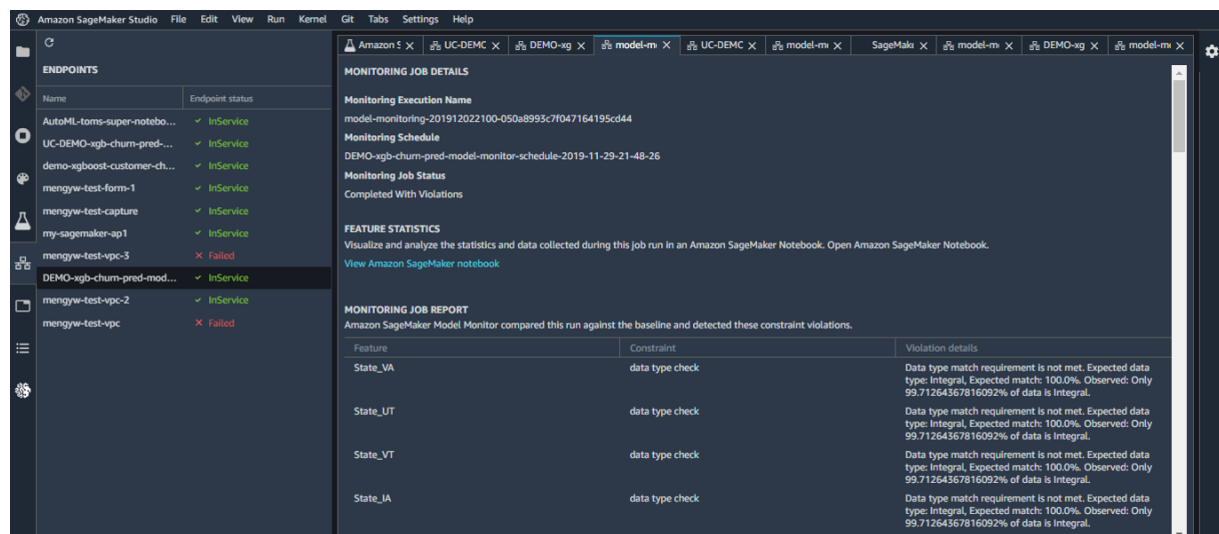 Amazon SageMaker Studio File Edit View Run Kernel Git Tabs Settings Help
Amazon S UC-DEMC DEMO-xg model-m UC-DEMC model-m SageMak model-m DEMO-xg model-m
ENDPOINTS
Name Endpoint status
AutoML-toms-super-notebo... InService
UC-DEMO-xgb-churn-pred-... InService
demo-xgboost-customer-ch... InService
mengyw-test-form-1 InService
mengyw-test-capture InService
my-sagemaker-ap1 InService
mengyw-test-vpc-3 Failed
DEMO-xgb-churn-pred-mod... InService
mengyw-test-vpc-2 InService
mengyw-test-vpc Failed
MONITORING JOB DETAILS
Monitoring Execution Name
model-monitoring-201912022100-050a8993c7f047164195cd44
Monitoring Schedule
DEMO-xgb-churn-pred-model-monitor-schedule-2019-11-29-21-48-26
Monitoring Job Status
Completed With Violations
FEATURE STATISTICS
Visualize and analyze the statistics and data collected during this job run in an Amazon SageMaker Notebook. Open Amazon SageMaker Notebook.
View Amazon SageMaker notebook
MONITORING JOB REPORT
Amazon SageMaker Model Monitor compared this run against the baseline and detected these constraint violations.
Feature Constraint Violation details
State_VA data type check Data type match requirement is not met. Expected data
type: Integral, Expected match: 100.0%. Observed: Only
99.71264367816092% of data is Integral.
State_UT data type check Data type match requirement is not met. Expected data
type: Integral, Expected match: 100.0%. Observed: Only
99.71264367816092% of data is Integral.
State_VT data type check Data type match requirement is not met. Expected data
type: Integral, Expected match: 100.0%. Observed: Only
99.71264367816092% of data is Integral.
State_IA data type check Data type match requirement is not met. Expected data
type: Integral, Expected match: 100.0%. Observed: Only
99.71264367816092% of data is Integral.